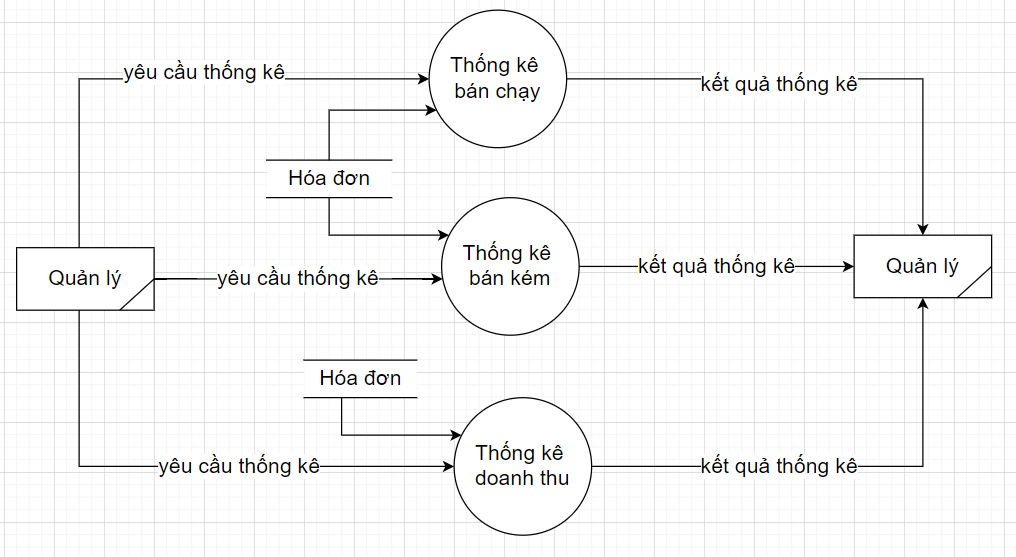 yêu cầu thống kê
Thống kê
bán chạy
kết quả thống kê
Hóa đơn
Quản lý
yêu cầu thống kê
Thống kê
bán kém
kết quả thống kê
Quản lý
Hóa đơn
yêu cầu thống kê
Thống kê
doanh thu
kết quả thống kê